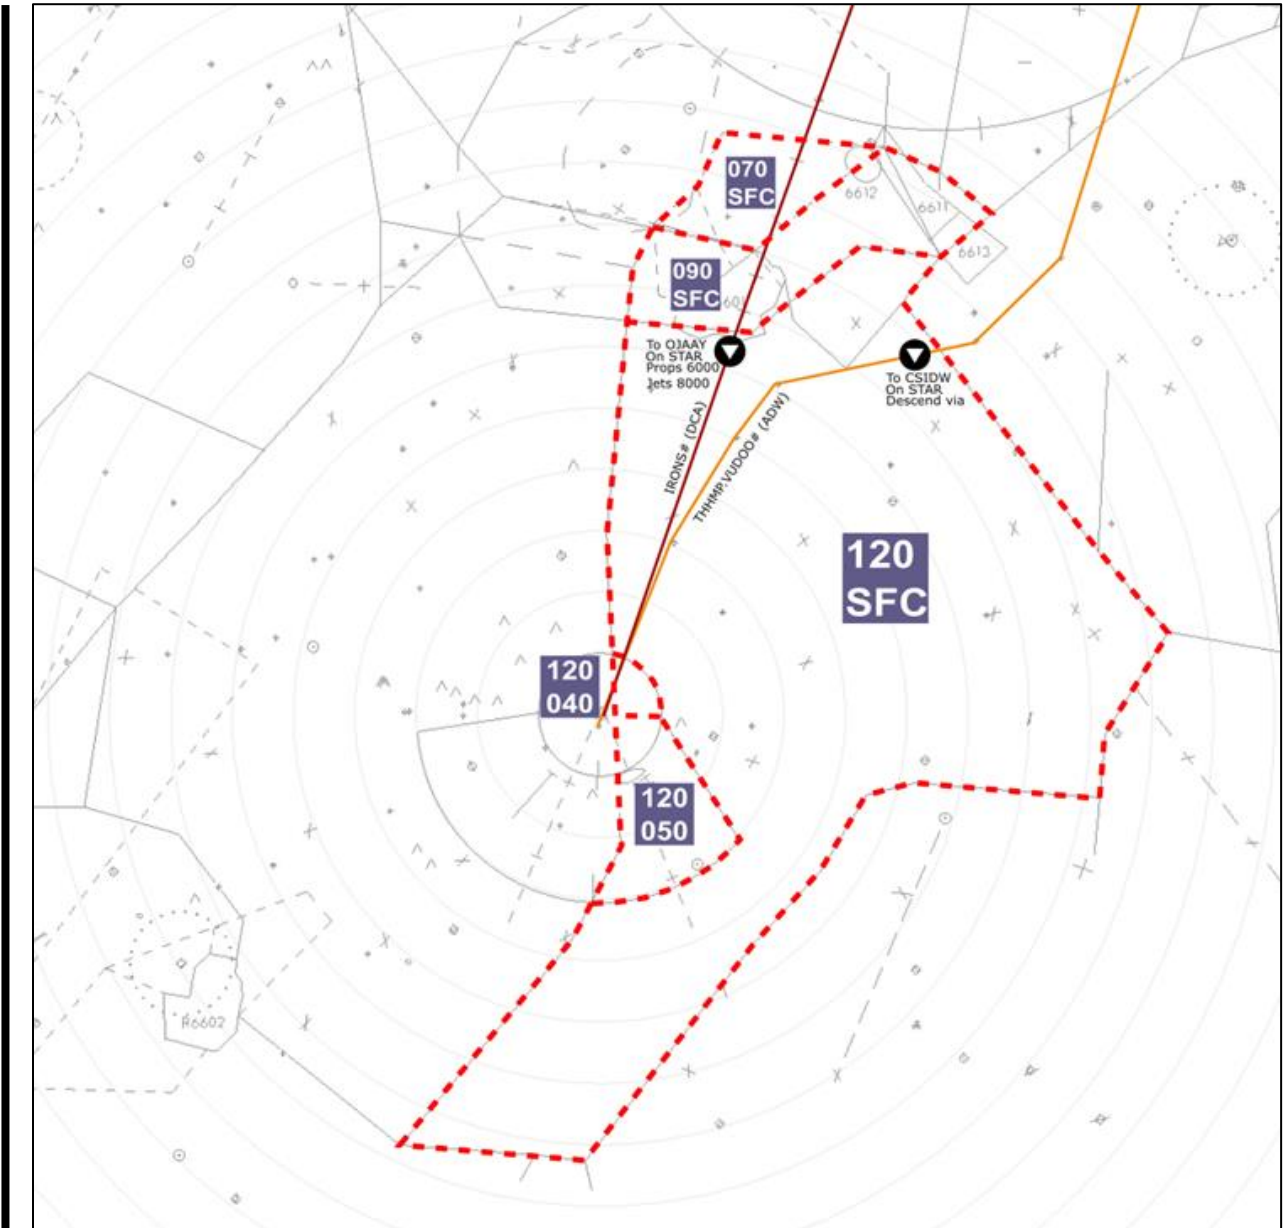 070
SFC
6612
6611
6613
090
SFC
To OJAAY
On STAR
Props 6000
Jets 8000
To CSIDW
On STAR
Descend via
IRONS# (DCA)
THHMP.VUDOO# (ADW)
120
SFC
120
040
120
050
R6602